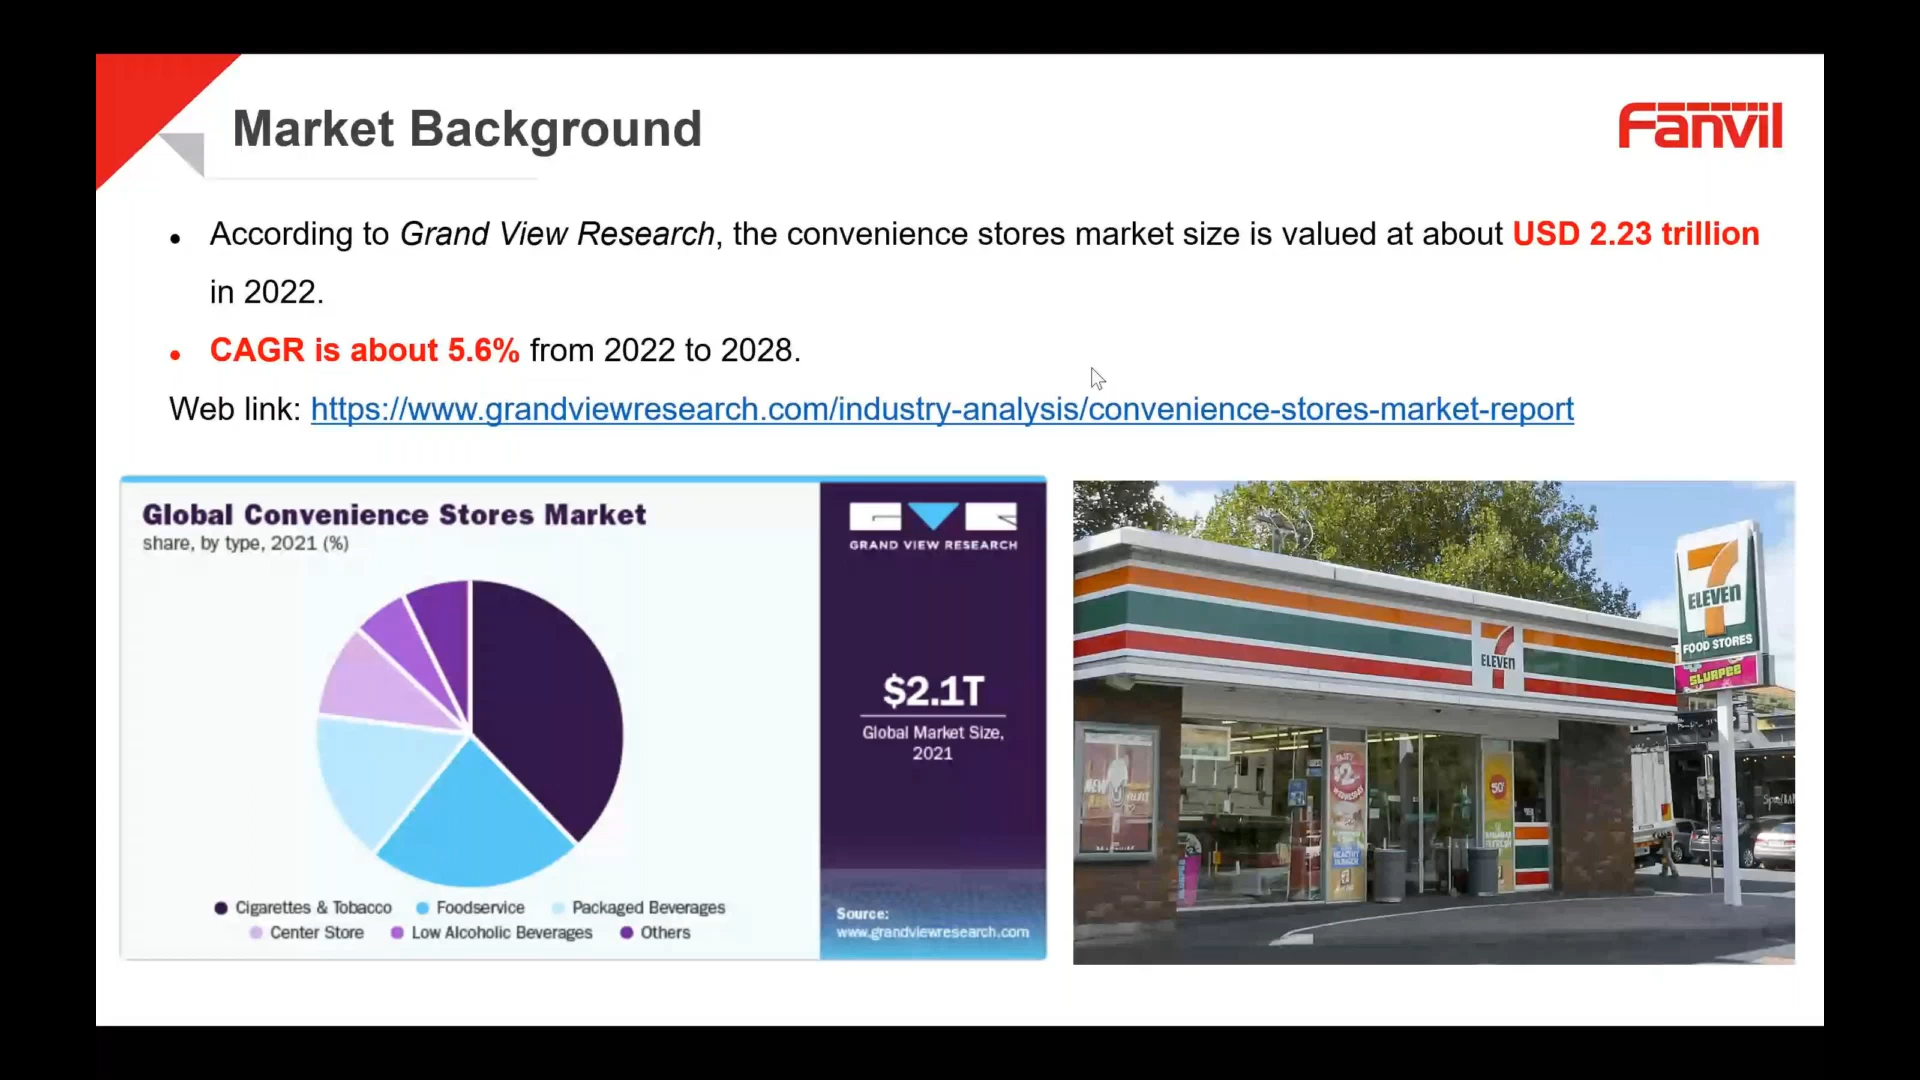 Market Background
Fanvil
● According to Grand View Research, the convenience stores market size is valued at about USD 2.23 trillion
in 2022.
● CAGR is about 5.6% from 2022 to 2028.
Web link: https://www.grandviewresearch.com/industry-analysis/convenience-stores-market-report
Global Convenience Stores Market
share, by type, 2021 (%)
Cigarettes & Tobacco Foodservice Packaged Beverages
Center Store Low Alcoholic Beverages Others
GRAND VIEW RESEARCH
$2.1T
Global Market Size,
2021
Source:
www.grandviewresearch.com
7
ELEVEN
7
ELEVEN
FOOD STORES
SLURPEE
$2
50